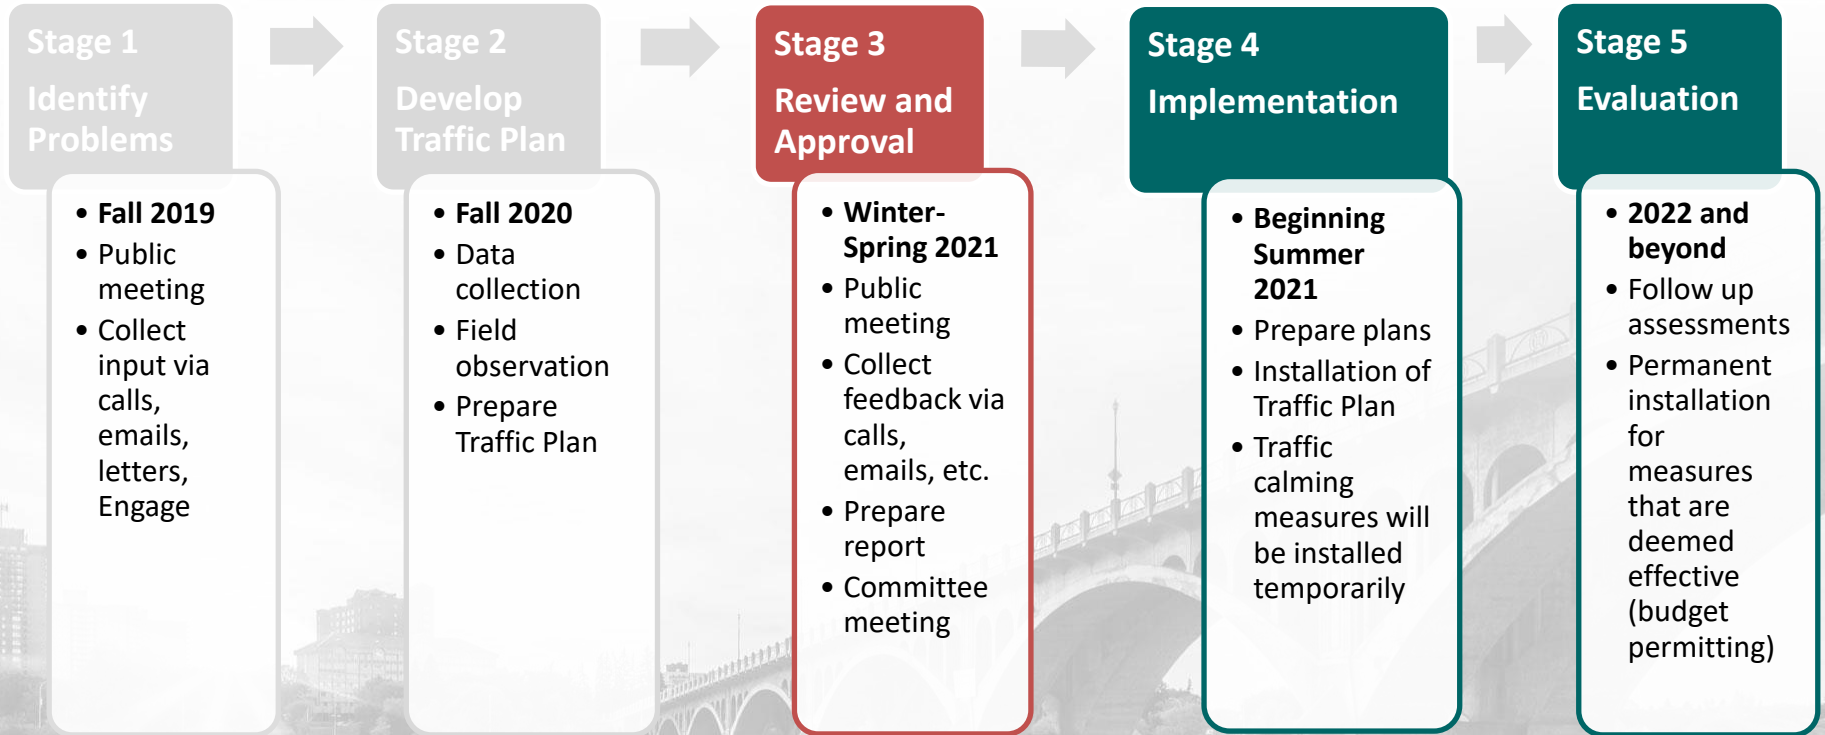 Stage 1
Identify
Problems
• Fall 2019
• Public
meeting
• Collect
input via
calls,
emails,
letters,
Engage
Stage 2
Develop
Traffic Plan
• Fall 2020
• Data
collection
• Field
observation
• Prepare
Traffic Plan
Stage 3
Review and
Approval
• Winter-
Spring 2021
• Public
meeting
• Collect
feedback via
calls,
emails, etc.
• Prepare
report
• Committee
meeting
Stage 4
Implementation
• Beginning
Summer
2021
• Prepare plans
• Installation of
Traffic Plan
• Traffic
calming
measures will
be installed
temporarily
Stage 5
Evaluation
• 2022 and
beyond
• Follow up
assessments
• Permanent
installation
for
measures
that are
deemed
effective
(budget
permitting)